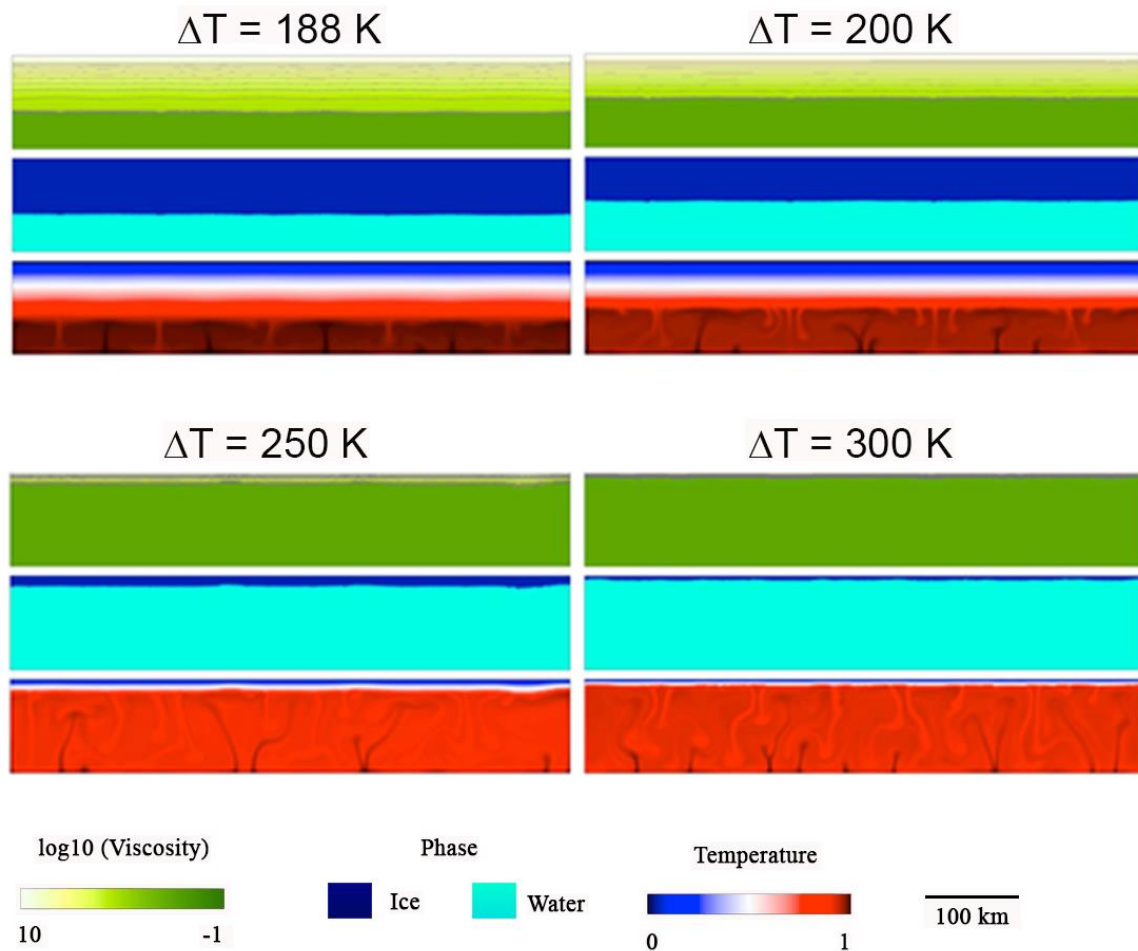 ΔT = 188 K
ΔT = 200 K
ΔT = 250 K
ΔT = 300 K
log10 (Viscosity)
10 -1
Phase
Ice Water
Temperature
0 1
100 km